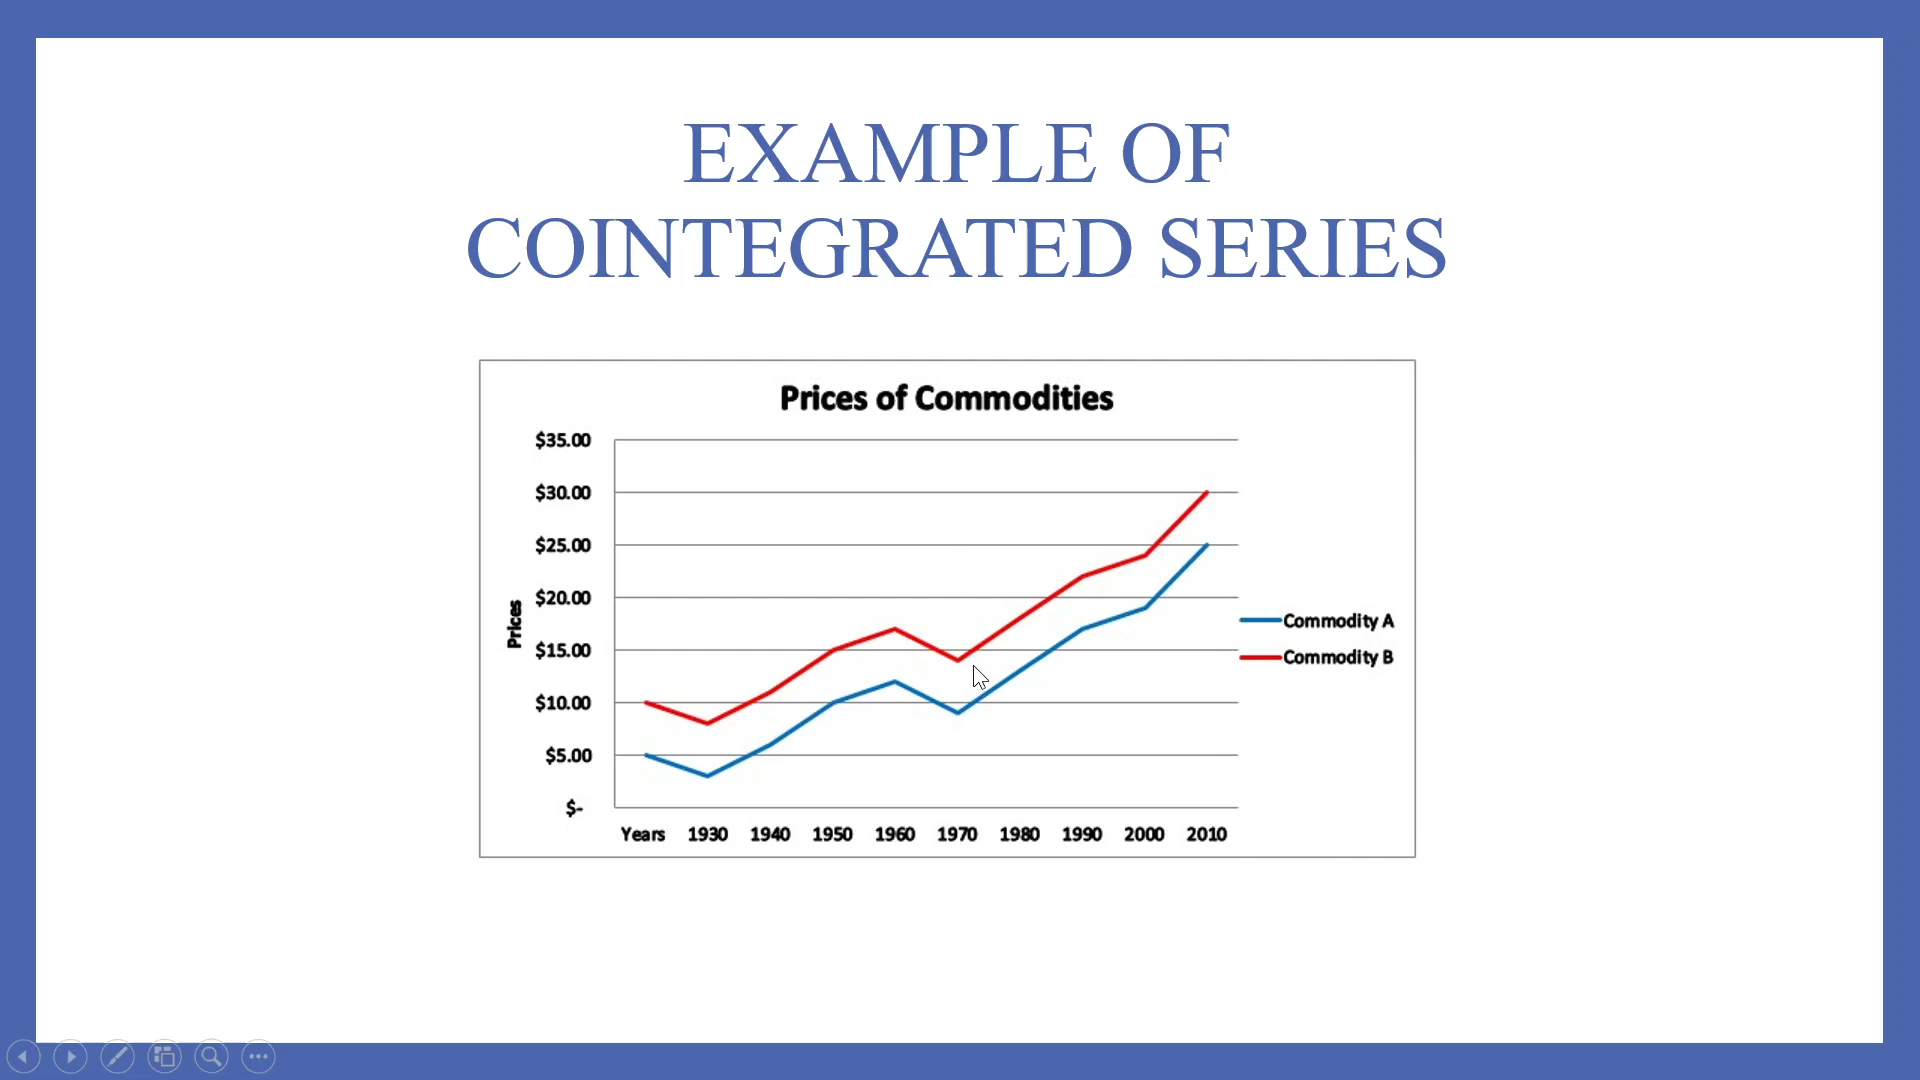 EXAMPLE OF
COINTEGRATED SERIES
Prices of Commodities
$35.00
$30.00
$25.00
$20.00
$15.00
$10.00
$5.00
$-
Prices
Years 1930 1940 1950 1960 1970 1980 1990 2000 2010
Commodity A
Commodity B